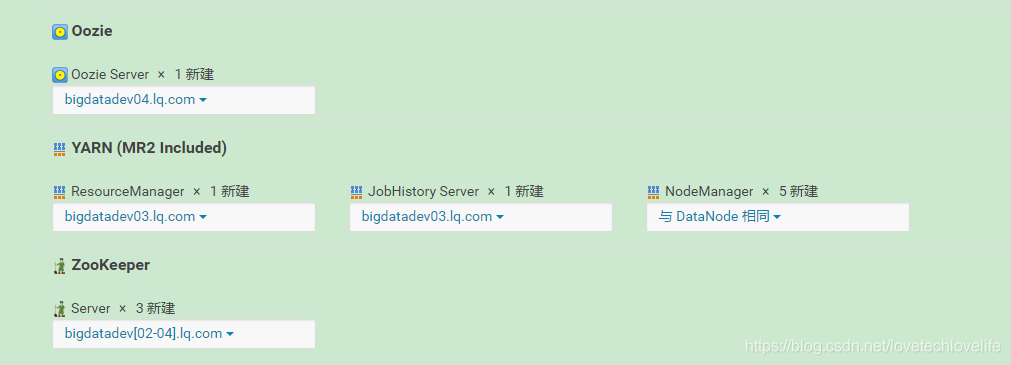 Oozie
Oozie Server × 1 新建
bigdatadev04.lq.com
YARN (MR2 Included)
ResourceManager × 1 新建 JobHistory Server × 1 新建 NodeManager × 5 新建
bigdatadev03.lq.com bigdatadev03.lq.com 与 DataNode 相同
ZooKeeper
Server × 3 新建
bigdatadev[02-04].lq.com
https://blog.csdn.net/lovetechlovelife